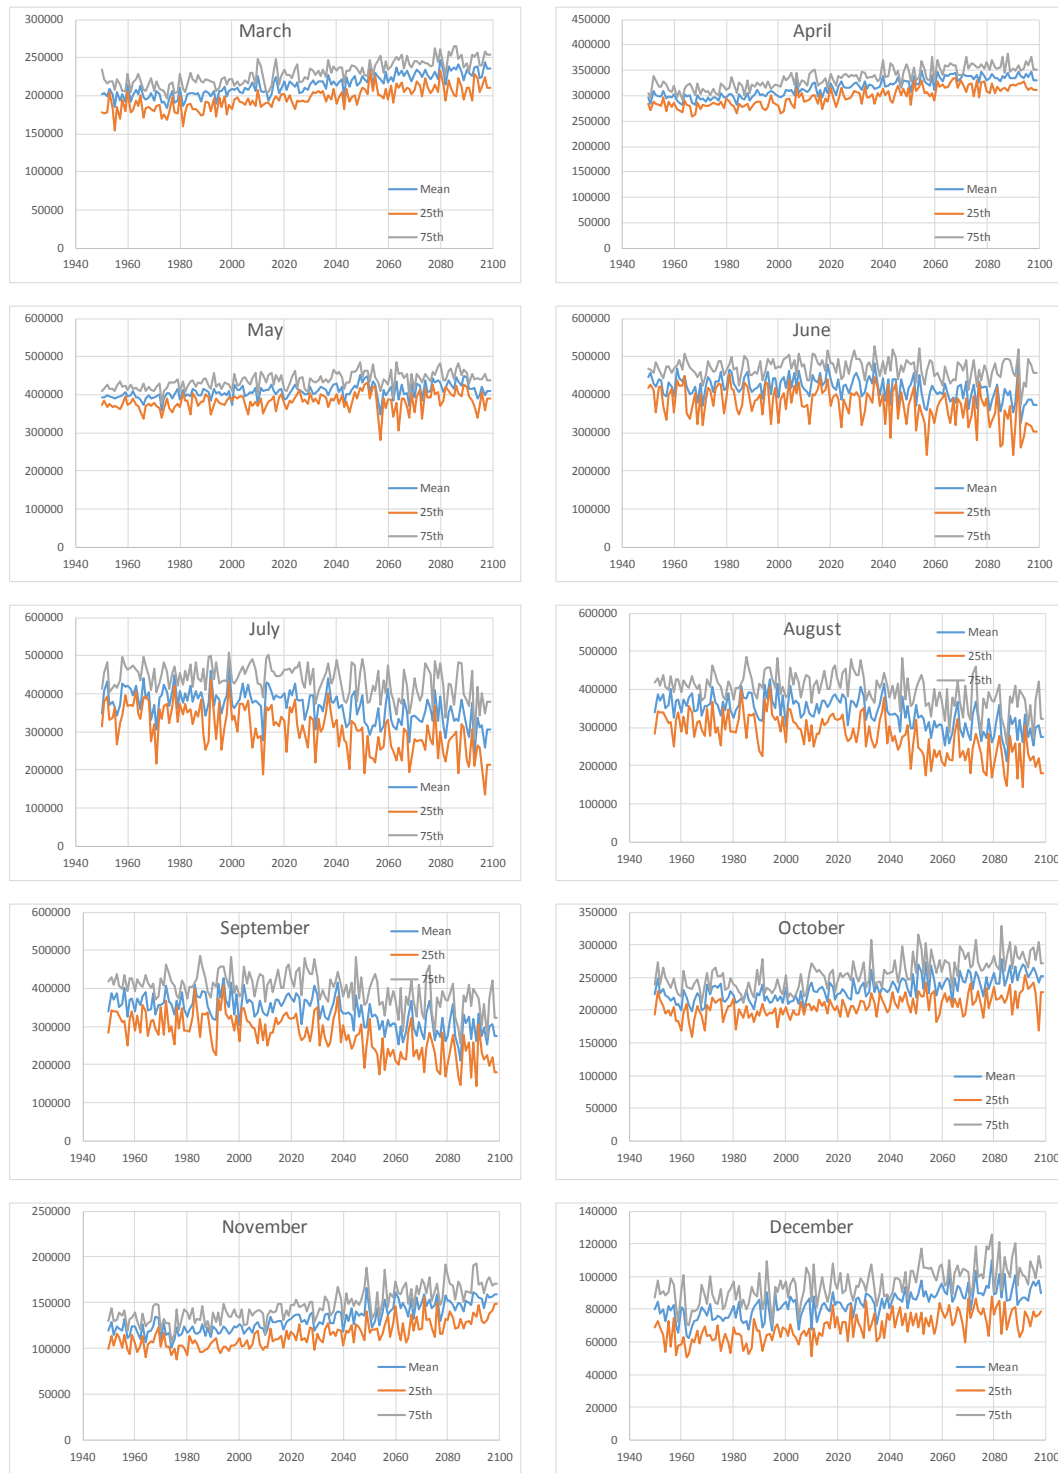 March
300000
250000
200000
150000
100000
50000
0
Mean
25th
75th
1940 1960 1980 2000 2020 2040 2060 2080 2100
April
450000
400000
350000
300000
250000
200000
150000
100000
50000
0
Mean
25th
75th
1940 1960 1980 2000 2020 2040 2060 2080 2100
May
600000
500000
400000
300000
200000
100000
0
Mean
25th
75th
1940 1960 1980 2000 2020 2040 2060 2080 2100
June
600000
500000
400000
300000
200000
100000
0
Mean
25th
75th
1940 1960 1980 2000 2020 2040 2060 2080 2100
July
600000
500000
400000
300000
200000
100000
0
Mean
25th
75th
1940 1960 1980 2000 2020 2040 2060 2080 2100
August
600000
500000
400000
300000
200000
100000
0
Mean
25th
75th
1940 1960 1980 2000 2020 2040 2060 2080 2100
September
600000
500000
400000
300000
200000
100000
0
Mean
25th
75th
1940 1960 1980 2000 2020 2040 2060 2080 2100
October
350000
300000
250000
200000
150000
100000
50000
0
Mean
25th
75th
1940 1960 1980 2000 2020 2040 2060 2080 2100
November
250000
200000
150000
100000
50000
0
Mean
25th
75th
1940 1960 1980 2000 2020 2040 2060 2080 2100
December
140000
120000
100000
80000
60000
40000
20000
0
Mean
25th
75th
1940 1960 1980 2000 2020 2040 2060 2080 2100